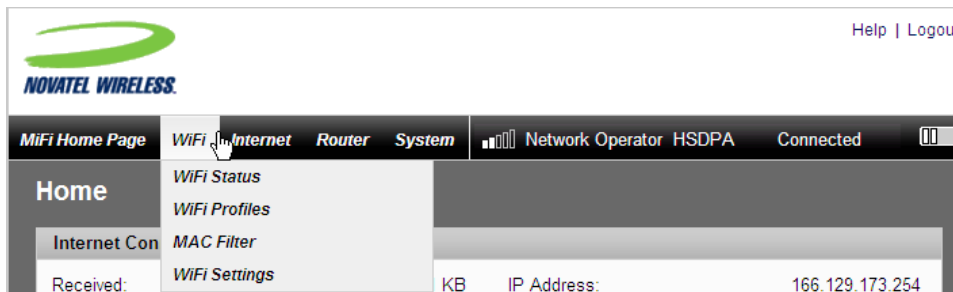 Help | Logou
NOVATEL WIRELESS.
MiFi Home Page WiFi Internet Router System Network Operator HSDPA Connected
Home
WiFi Status
WiFi Profiles
Internet Con
MAC Filter
WiFi Settings
Received: KB IP Address: 166.129.173.254